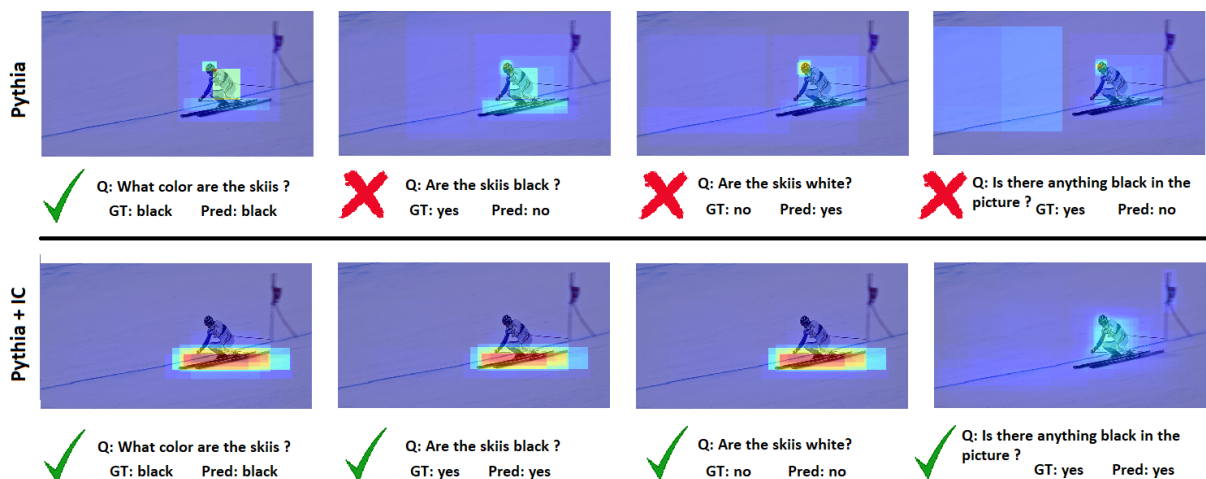 Pythia
Q: What color are the skiis ?
GT: black Pred: black
Q: Are the skiis black ?
GT: yes Pred: no
Q: Are the skiis white?
GT: no Pred: yes
Q: Is there anything black in the
picture ? GT: yes Pred: no
Pythia + IC
Q: What color are the skiis ?
GT: black Pred: black
Q: Are the skiis black ?
GT: yes Pred: yes
Q: Are the skiis white?
GT: no Pred: no
Q: Is there anything black in the
picture ?
GT: yes Pred: yes